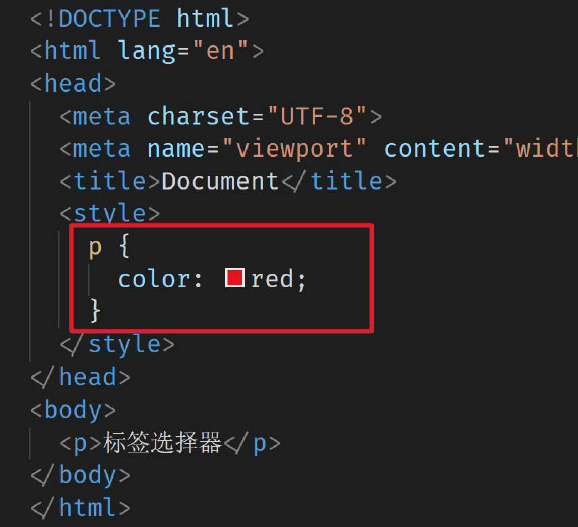 <!DOCTYPE html>
<html lang="en">
<head>
<meta charset="UTF-8">
<meta name="viewport" content="width
<title>Document</title>
<style>
p {
color: red;
}
</style>
</head>
<body>
<p>标签选择器</p>
</body>
</html>